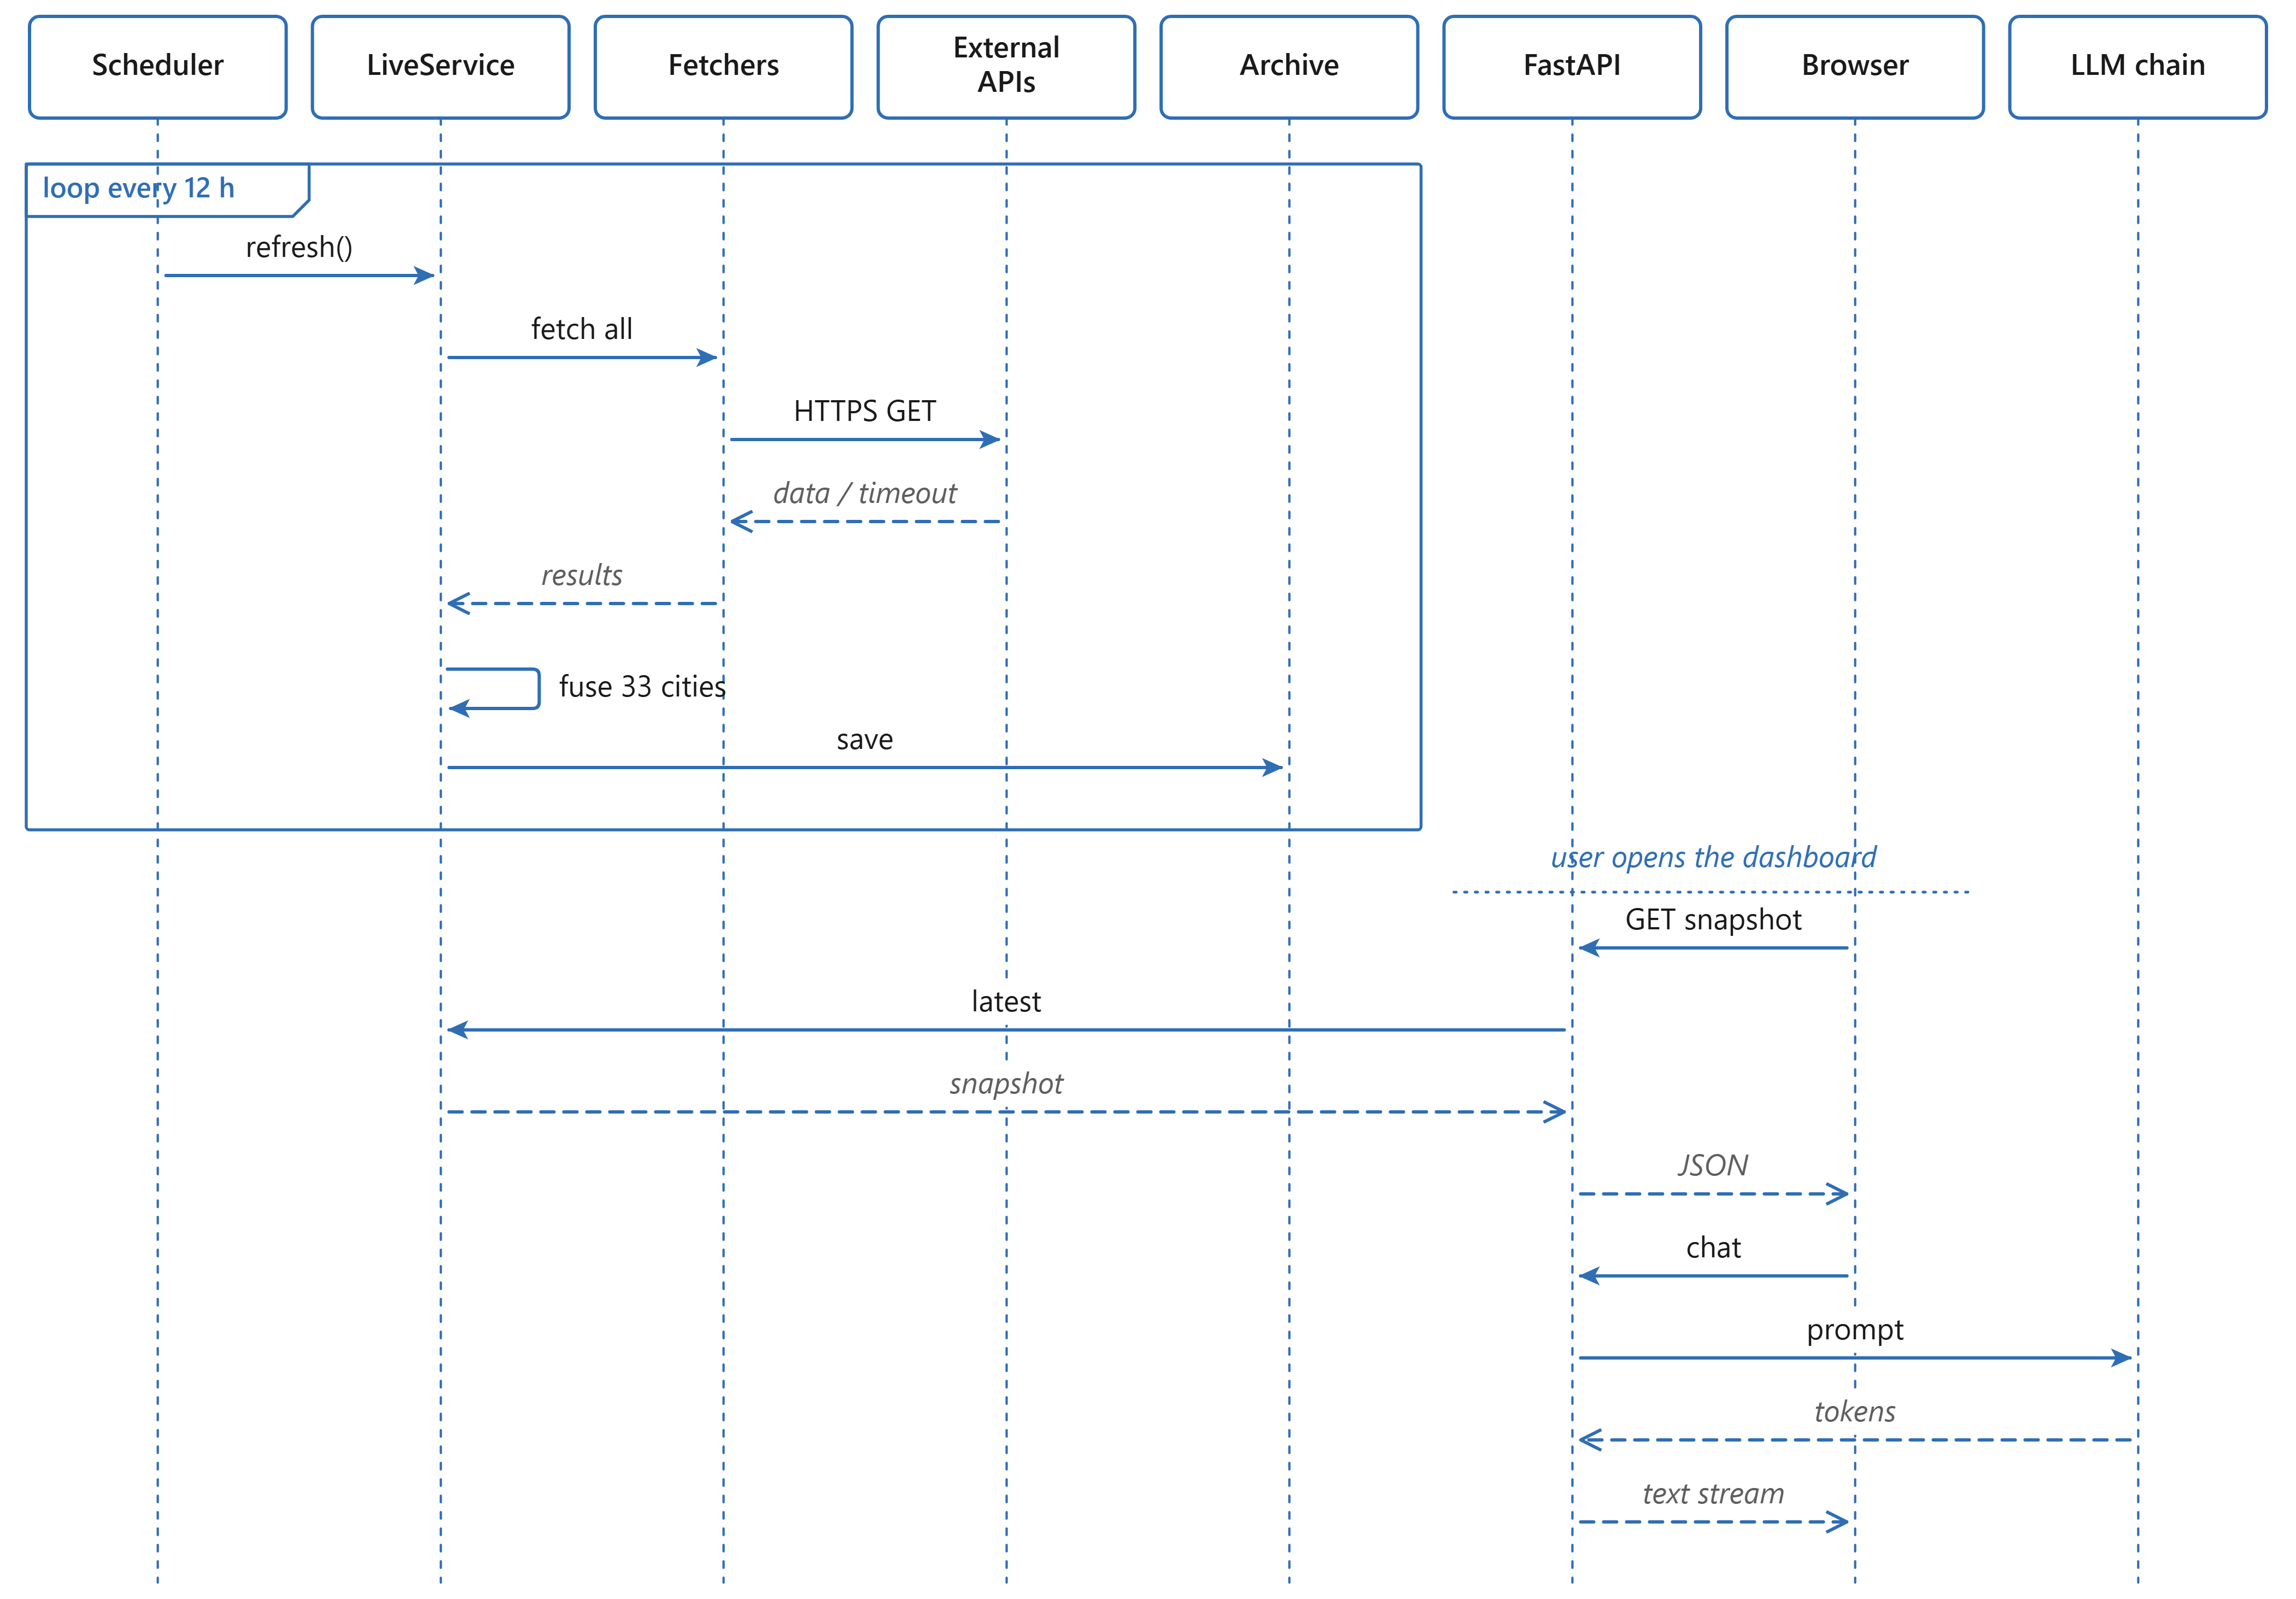 Scheduler
LiveService
Fetchers
External
APIs
Archive
FastAPI
Browser
LLM chain
loop every 12 h
refresh()
fetch all
HTTPS GET
data / timeout
results
fuse 33 cities
save
user opens the dashboard
GET snapshot
latest
snapshot
JSON
chat
prompt
tokens
text stream